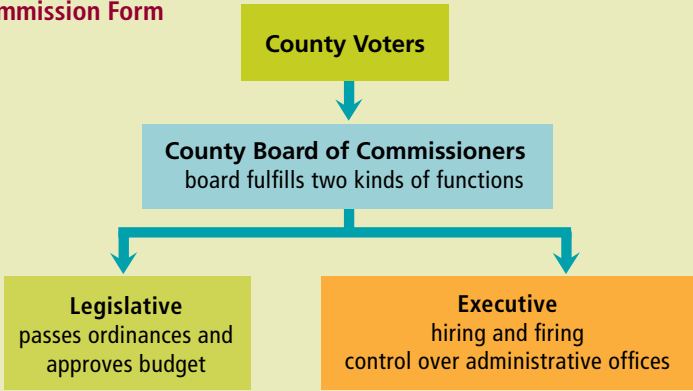 mmission Form
County Voters
County Board of Commissioners
board fulfills two kinds of functions
Legislative
passes ordinances and
approves budget
Executive
hiring and firing
control over administrative offices